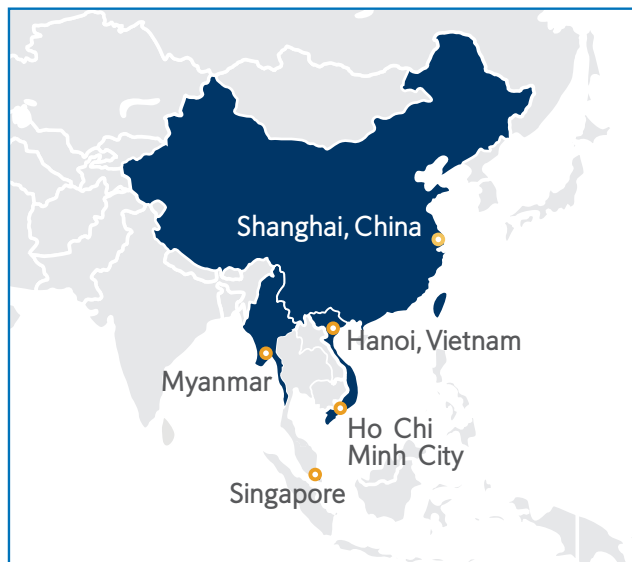 Shanghai, China
Hanoi, Vietnam
Myanmar
Ho Chi
Minh City
Singapore